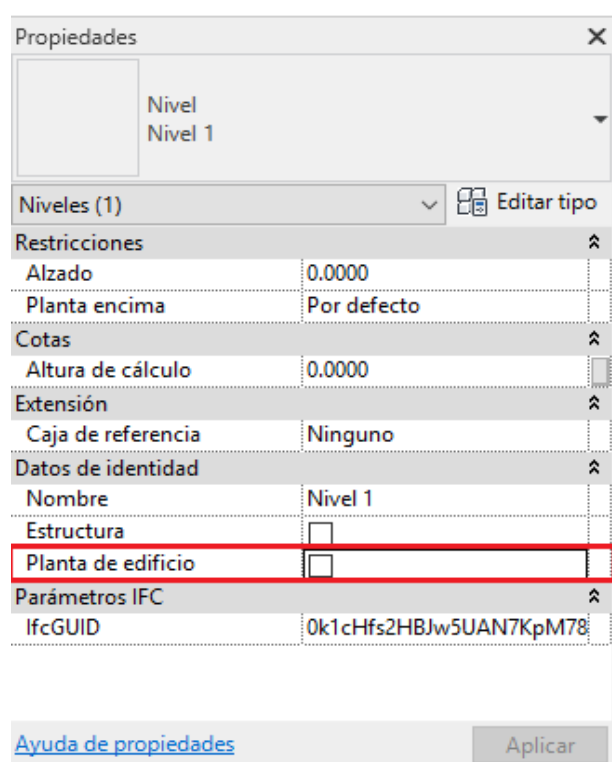 Propiedades
Nivel
Nivel 1
Niveles (1) Editar tipo
Restricciones
Alzado 0.0000
Planta encima Por defecto
Cotas
Altura de cálculo 0.0000
Extensión
Caja de referencia Ninguno
Datos de identidad
Nombre Nivel 1
Estructura
Planta de edificio
Parámetros IFC
IfcGUID 0k1cHfs2HBJw5UAN7KpM78
Ayuda de propiedades Aplicar